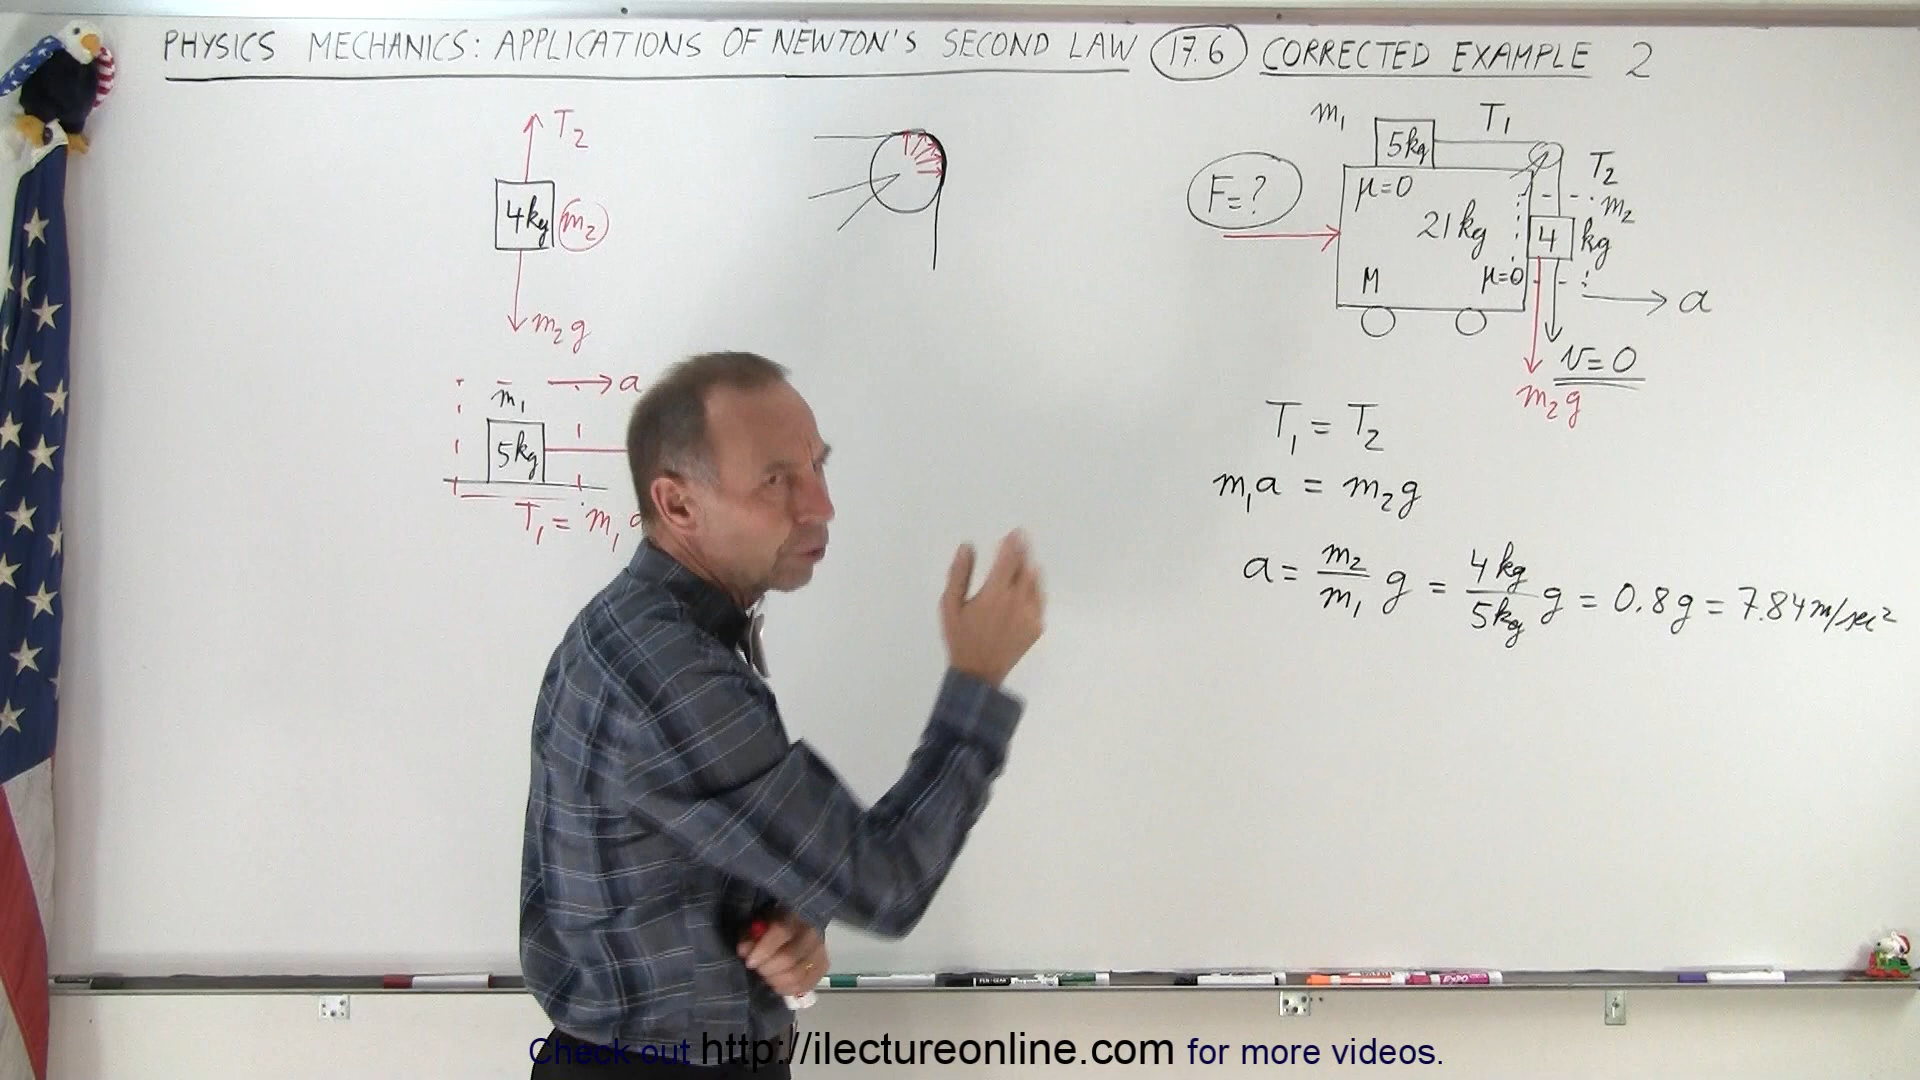 PHYSICS MECHANICS: APPLICATIONS OF NEWTON'S SECOND LAW 17.6 CORRECTED EXAMPLE 2
T₂
4kg m₂
m₂g
a
m₁
5kg
T₁ = m₁
m₁ 5kg T₁
F=?
μ=0
T₂
m₂
21kg
4 kg
M
μ=0
a
v=0
m₂g
T₁ = T₂
m₁a = m₂g
a = m₂/m₁ g = 4kg/5kg g = 0.8g = 7.84m/sec²
EXPO
Check out http://ilectureonline.com for more videos.